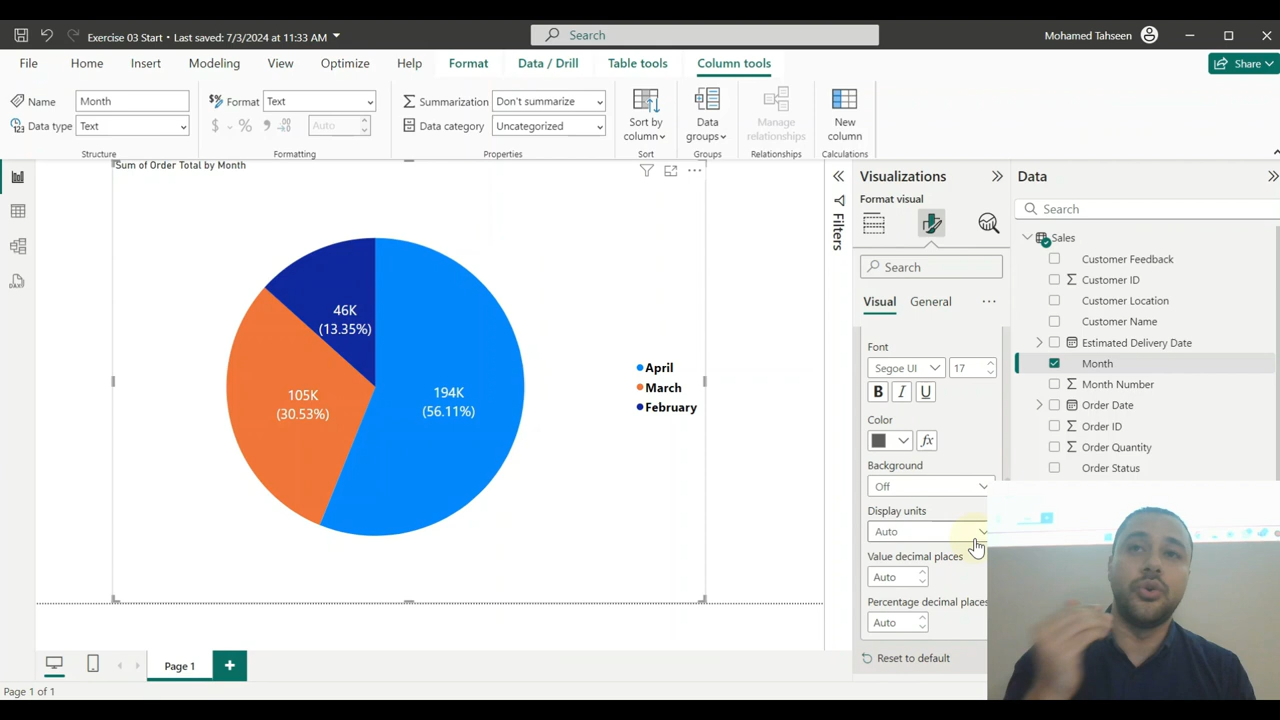 Exercise 03 Start • Last saved: 7/3/2024 at 11:33 AM
Search
Mohamed Tahseen
File Home Insert Modeling View Optimize Help Format Data / Drill Table tools Column tools
Share
Name Month
Format Text
Summarization Don't summarize
Data type Text
$ % Auto
Data category Uncategorized
Sort by column
Data groups
Manage relationships
New column
Structure Formatting Properties Sort Groups Relationships Calculations
Sum of Order Total by Month
46K
(13.35%)
105K
(30.53%)
194K
(56.11%)
April
March
February
Filters
Visualizations
Format visual
Search
Visual General
Font
Segoe UI 17
B I U
Color
fx
Background
Off
Display units
Auto
Value decimal places
Auto
Percentage decimal places
Auto
Reset to default
Data
Search
Sales
Customer Feedback
Customer ID
Customer Location
Customer Name
Estimated Delivery Date
Month
Month Number
Order Date
Order ID
Order Quantity
Order Status
Page 1
Page 1 of 1